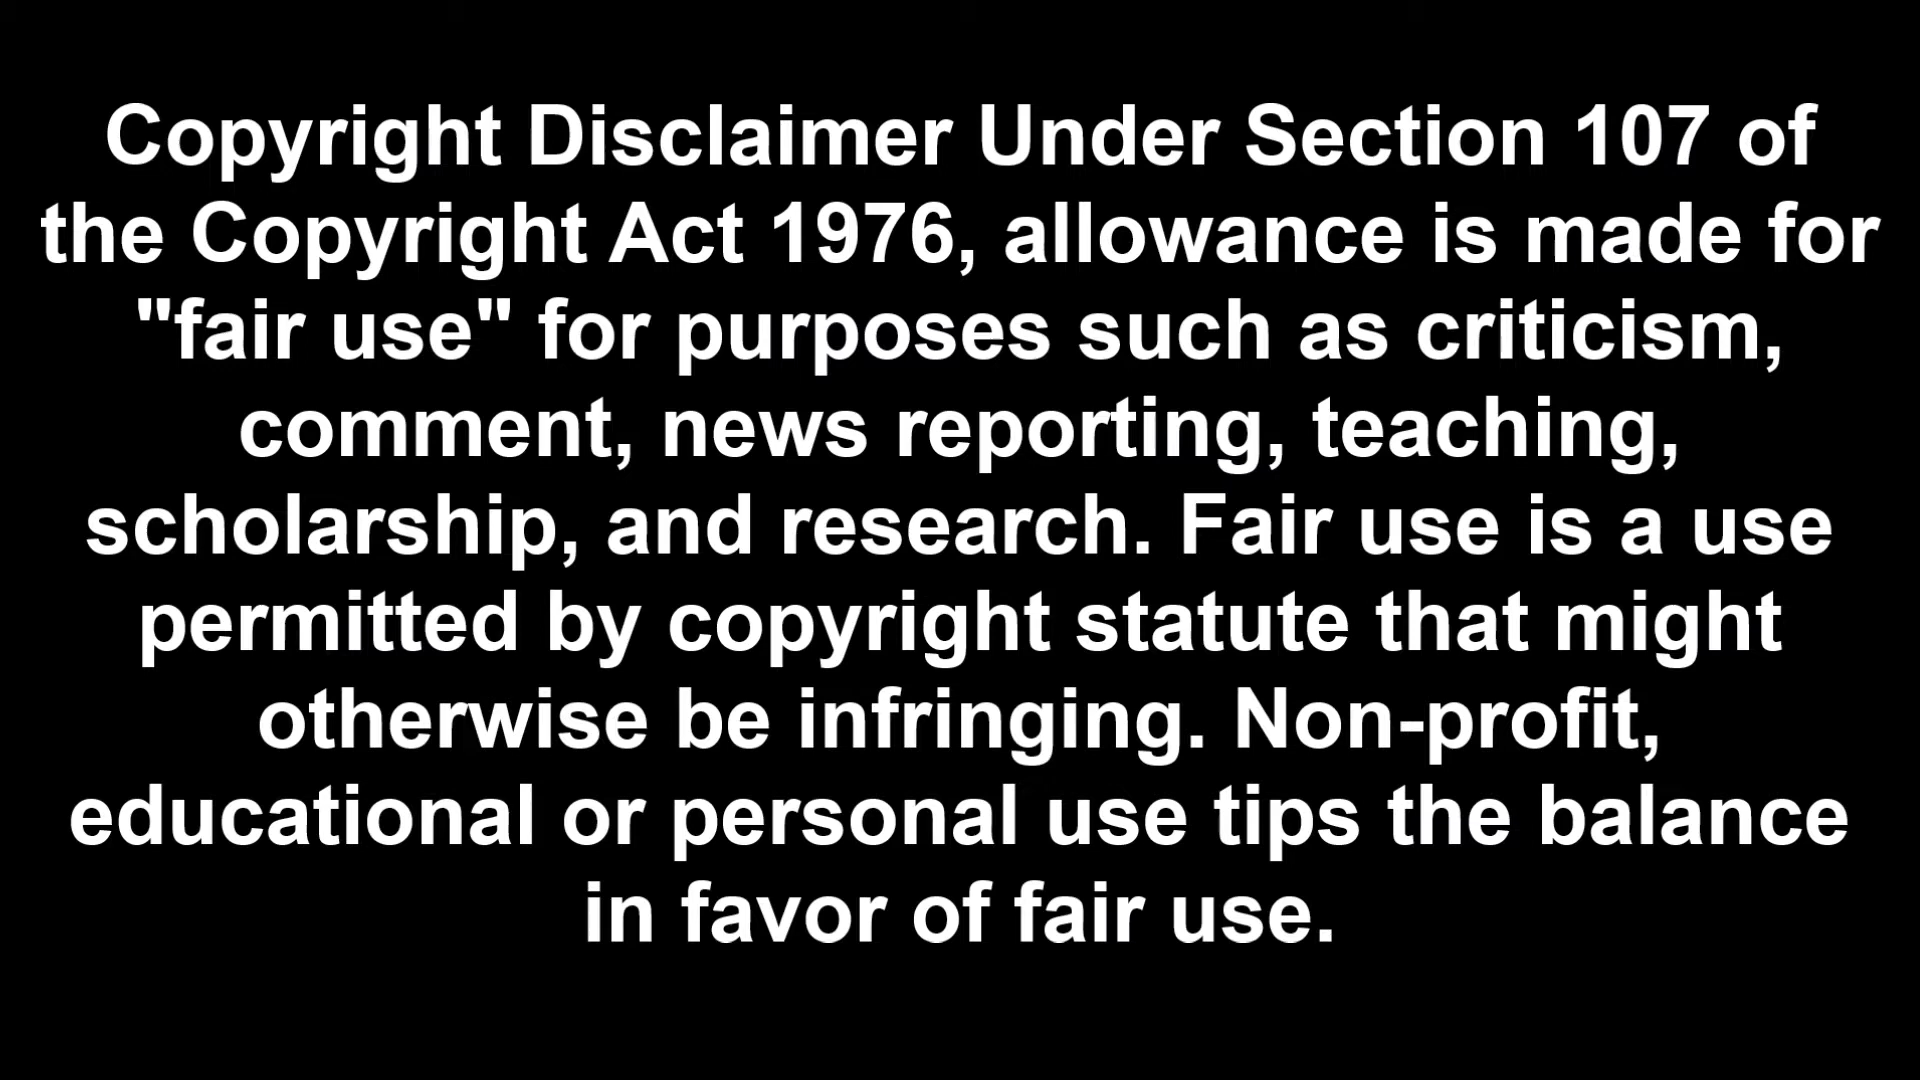 Copyright Disclaimer Under Section 107 of
the Copyright Act 1976, allowance is made for
"fair use" for purposes such as criticism,
comment, news reporting, teaching,
scholarship, and research. Fair use is a use
permitted by copyright statute that might
otherwise be infringing. Non-profit,
educational or personal use tips the balance
in favor of fair use.